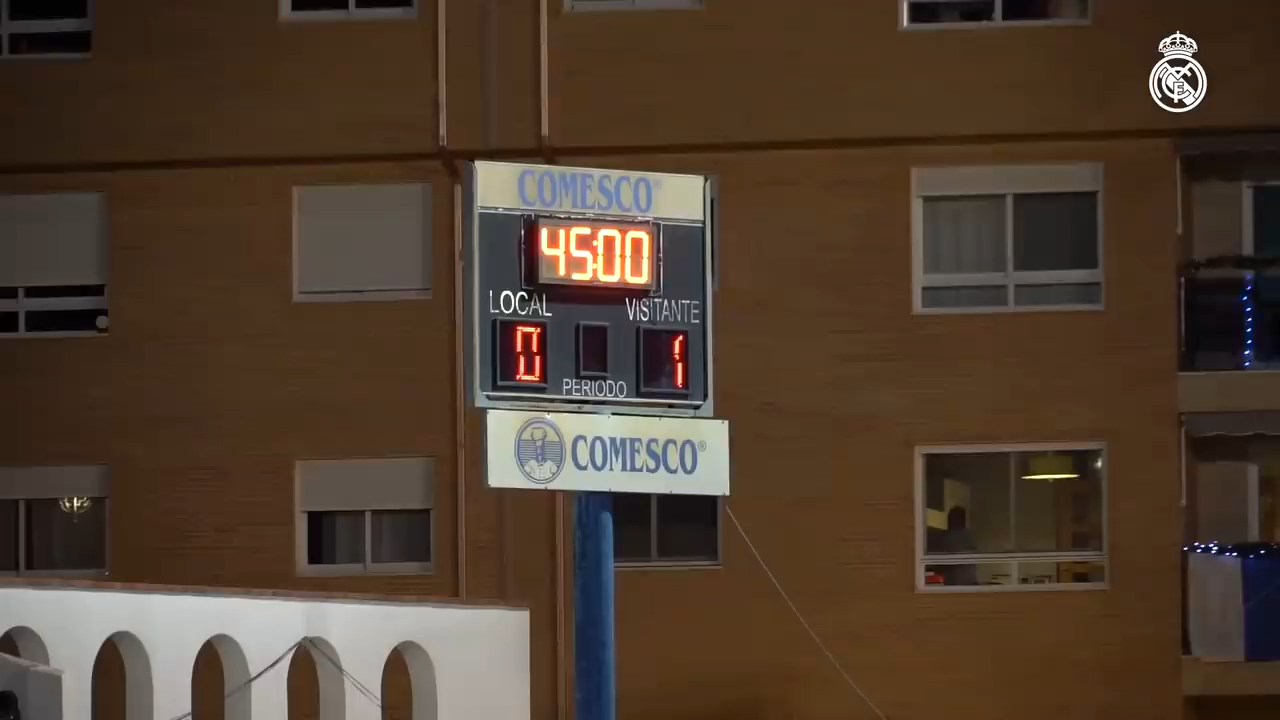 COMESCO®
45:00
LOCAL
VISITANTE
0
1
PERIODO
COMESCO®